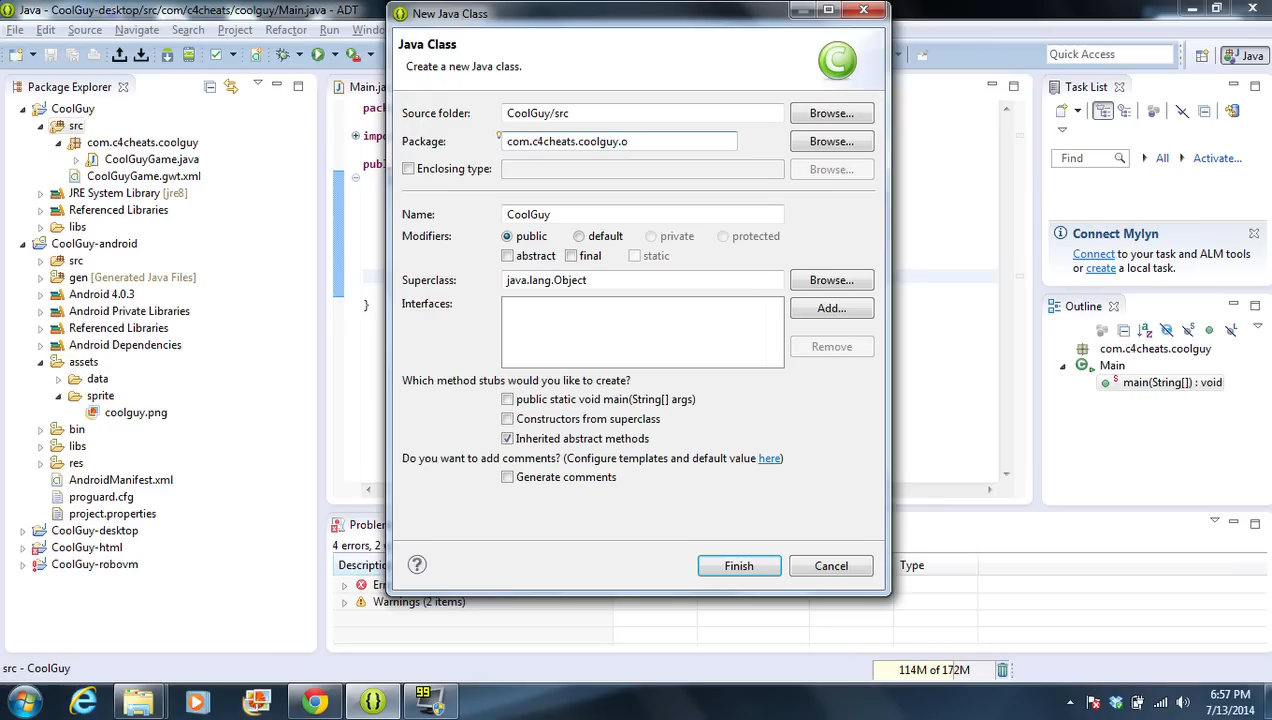 Java - CoolGuy-desktop/src/com/c4cheats/coolguy/Main.java - ADT
New Java Class
File Edit Source Refactor Navigate Search Project Refactor Run Windo
Quick Access
Java
Package Explorer
CoolGuy
src
com.c4cheats.coolguy
CoolGuyGame.java
CoolGuyGame.gwt.xml
JRE System Library [jre8]
Referenced Libraries
libs
CoolGuy-android
src
gen [Generated Java Files]
Android 4.0.3
Android Private Libraries
Referenced Libraries
Android Dependencies
assets
data
sprite
coolguy.png
bin
libs
res
AndroidManifest.xml
proguard.cfg
project.properties
CoolGuy-desktop
CoolGuy-html
CoolGuy-robovm
Main.ja
pac
impo
publ
}
Java Class
Create a new Java class.
Source folder: CoolGuy/src Browse...
Package: com.c4cheats.coolguy.o Browse...
Enclosing type: Browse...
Name: CoolGuy
Modifiers: public default private protected
abstract final static
Superclass: java.lang.Object Browse...
Interfaces: Add...
Remove
Which method stubs would you like to create?
public static void main(String[] args)
Constructors from superclass
Inherited abstract methods
Do you want to add comments? (Configure templates and default value here)
Generate comments
Finish Cancel
Task List
Find All Activate...
Connect Mylyn
Connect to your task and ALM tools
or create a local task.
Outline
com.c4cheats.coolguy
Main
main(String[]) : void
Problem
4 errors, 2 v
Descriptio Type
Erro
Warnings (2 items)
src - CoolGuy
114M of 172M
99
6:57 PM
7/13/2014